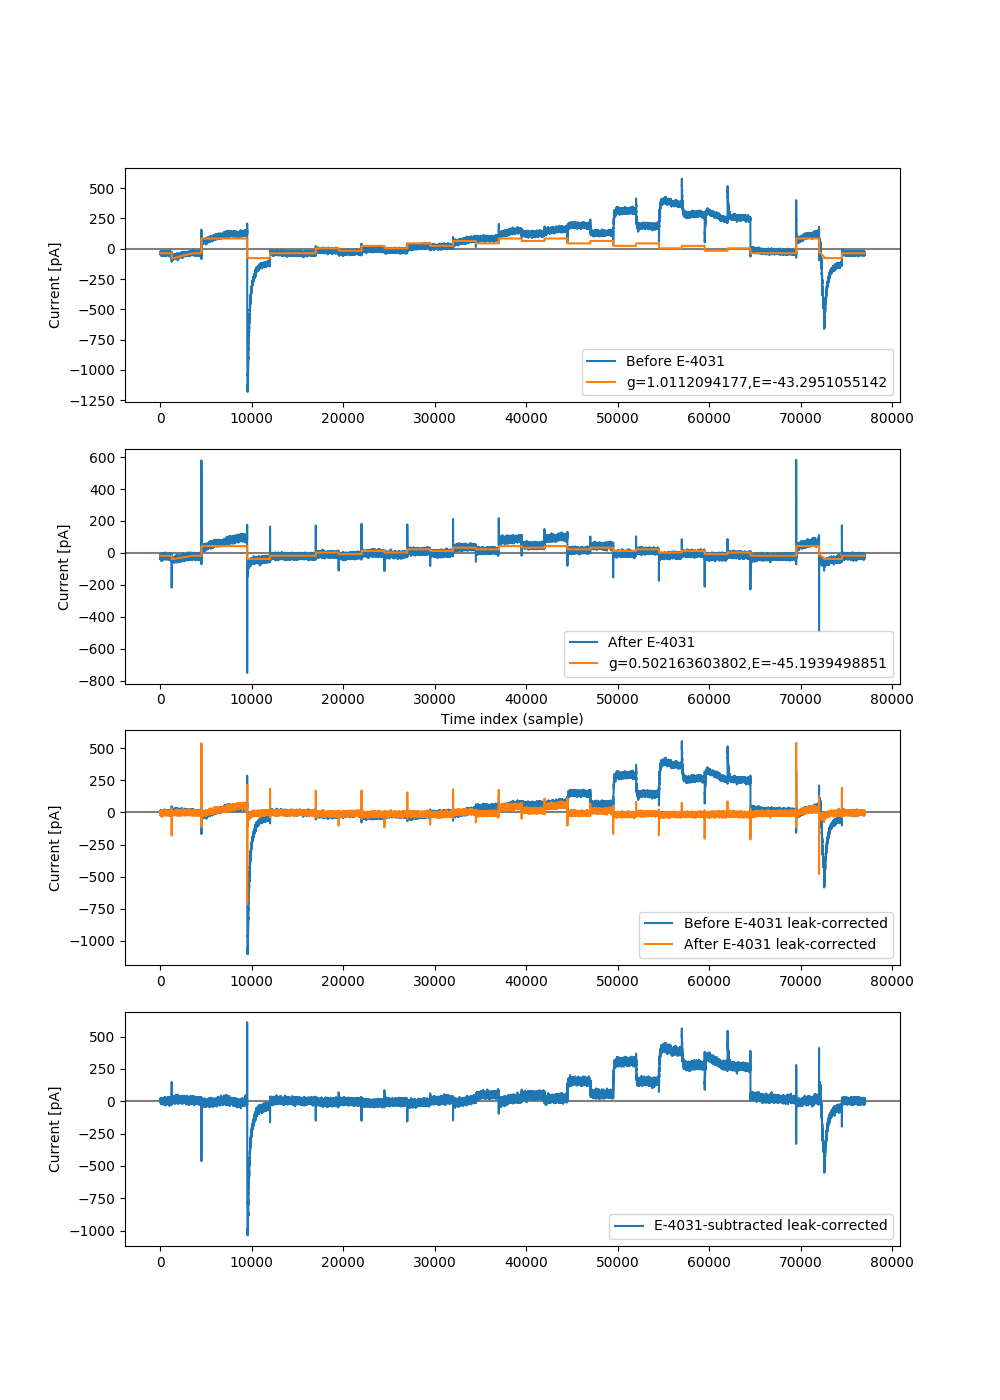 500
250
0
−250
−500
−750
−1000
−1250
Current [pA]
Before E-4031
g=1.0112094177,E=-43.2951055142
0 10000 20000 30000 40000 50000 60000 70000 80000
600
400
200
0
−200
−400
−600
−800
Current [pA]
After E-4031
g=0.502163603802,E=-45.1939498851
0 10000 20000 30000 40000 50000 60000 70000 80000
Time index (sample)
500
250
0
−250
−500
−750
−1000
Current [pA]
Before E-4031 leak-corrected
After E-4031 leak-corrected
0 10000 20000 30000 40000 50000 60000 70000 80000
500
250
0
−250
−500
−750
−1000
Current [pA]
E-4031-subtracted leak-corrected
0 10000 20000 30000 40000 50000 60000 70000 80000